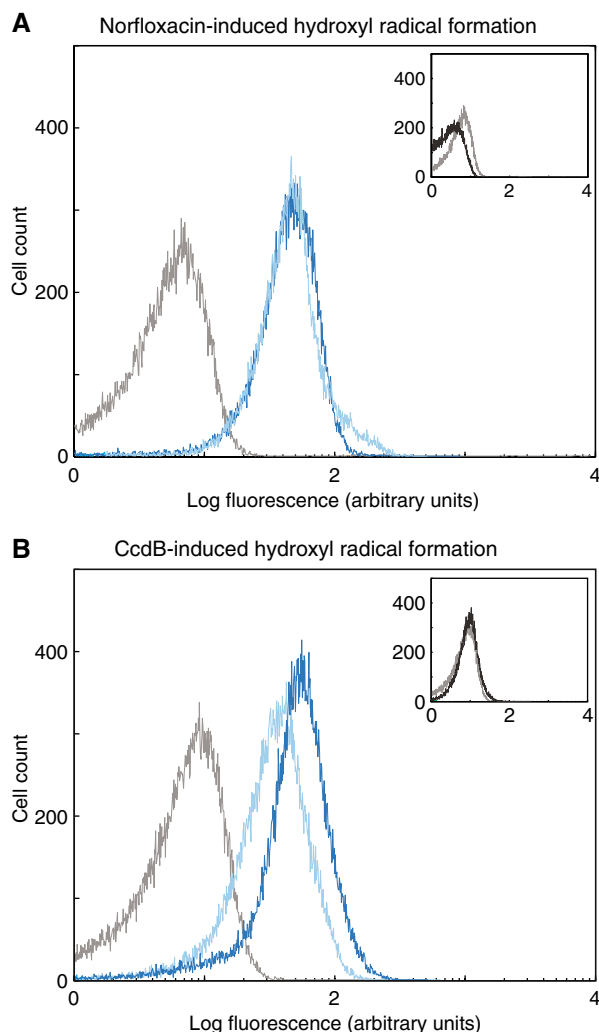 A
Norfloxacin-induced hydroxyl radical formation
Cell count
400
200
0
0 2 4
Log fluorescence (arbitrary units)
400
200
0
0 2 4
B
CcdB-induced hydroxyl radical formation
Cell count
400
200
0
0 2 4
Log fluorescence (arbitrary units)
400
200
0
0 2 4